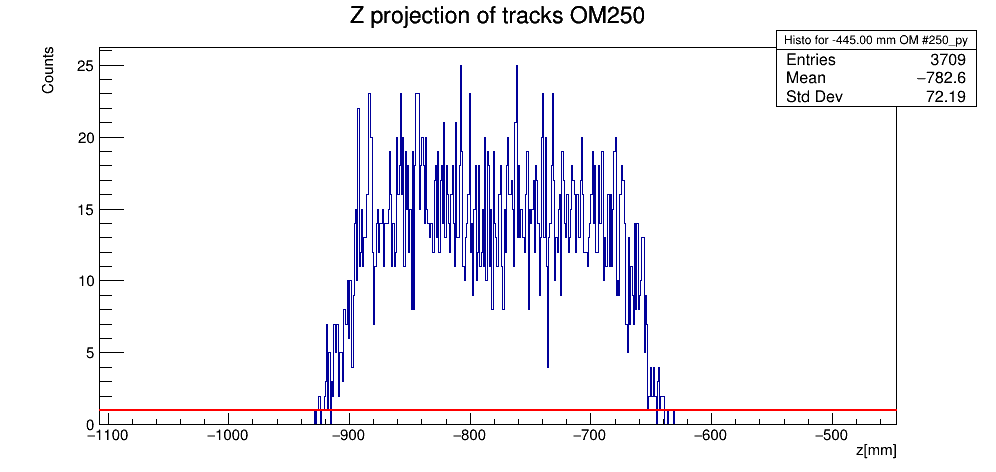 Z projection of tracks OM250
Histo for -445.00 mm OM #250_py
Entries 3709
Mean −782.6
Std Dev 72.19
Counts
25
20
15
10
5
0
−1100 −1000 −900 −800 −700 −600 −500
z[mm]